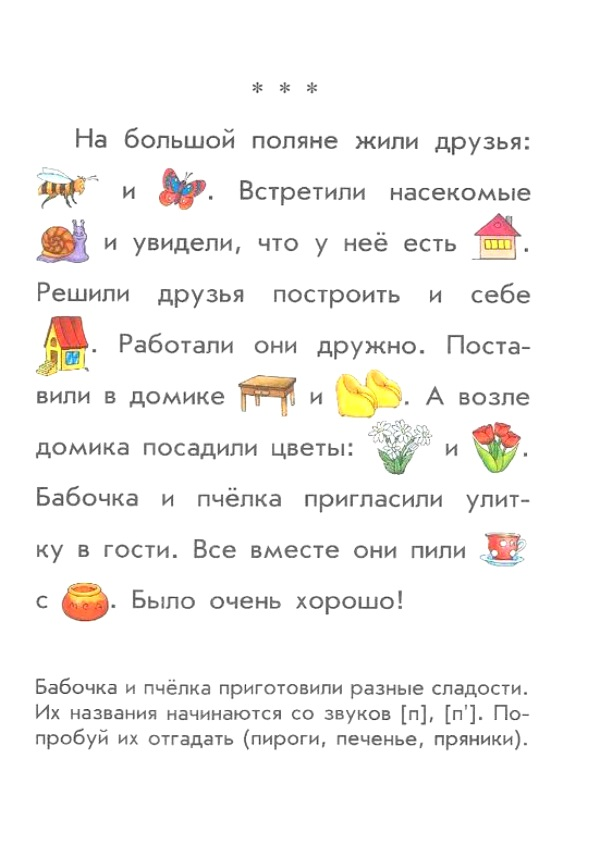 * * *
На большой поляне жили друзья:
и . Встретили насекомые
и увидели, что у неё есть .
Решили друзья построить и себе
. Работали они дружно. Поста-
вили в домике и . А возле
домика посадили цветы: и .
Бабочка и пчёлка пригласили улит-
ку в гости. Все вместе они пили
с мед . Было очень хорошо!
Бабочка и пчёлка приготовили разные сладости.
Их названия начинаются со звуков [п], [п']. По-
пробуй их отгадать (пироги, печенье, пряники).